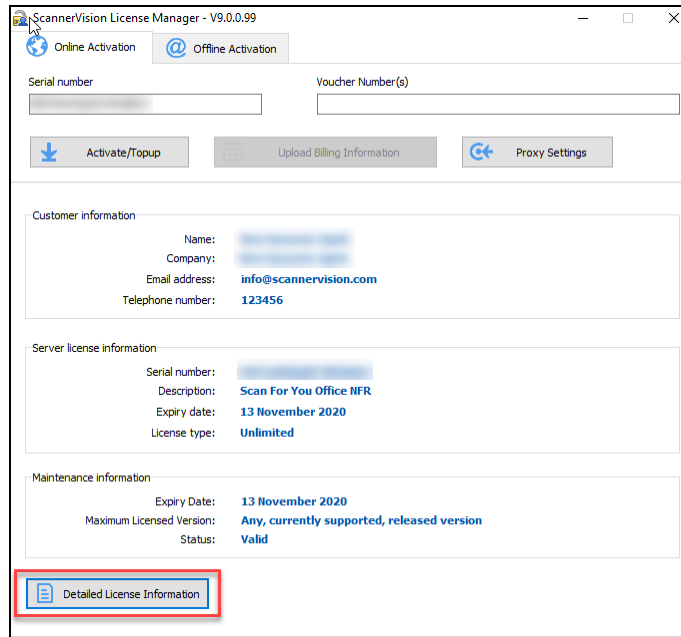 ScannerVision License Manager - V9.0.0.99
Online Activation
Offline Activation
Serial number
Voucher Number(s)
Activate/Topup
Upload Billing Information
Proxy Settings
Customer information
Name:
Company:
Email address: info@scannervision.com
Telephone number: 123456
Server license information
Serial number:
Description: Scan For You Office NFR
Expiry date: 13 November 2020
License type: Unlimited
Maintenance information
Expiry Date: 13 November 2020
Maximum Licensed Version: Any, currently supported, released version
Status: Valid
Detailed License Information